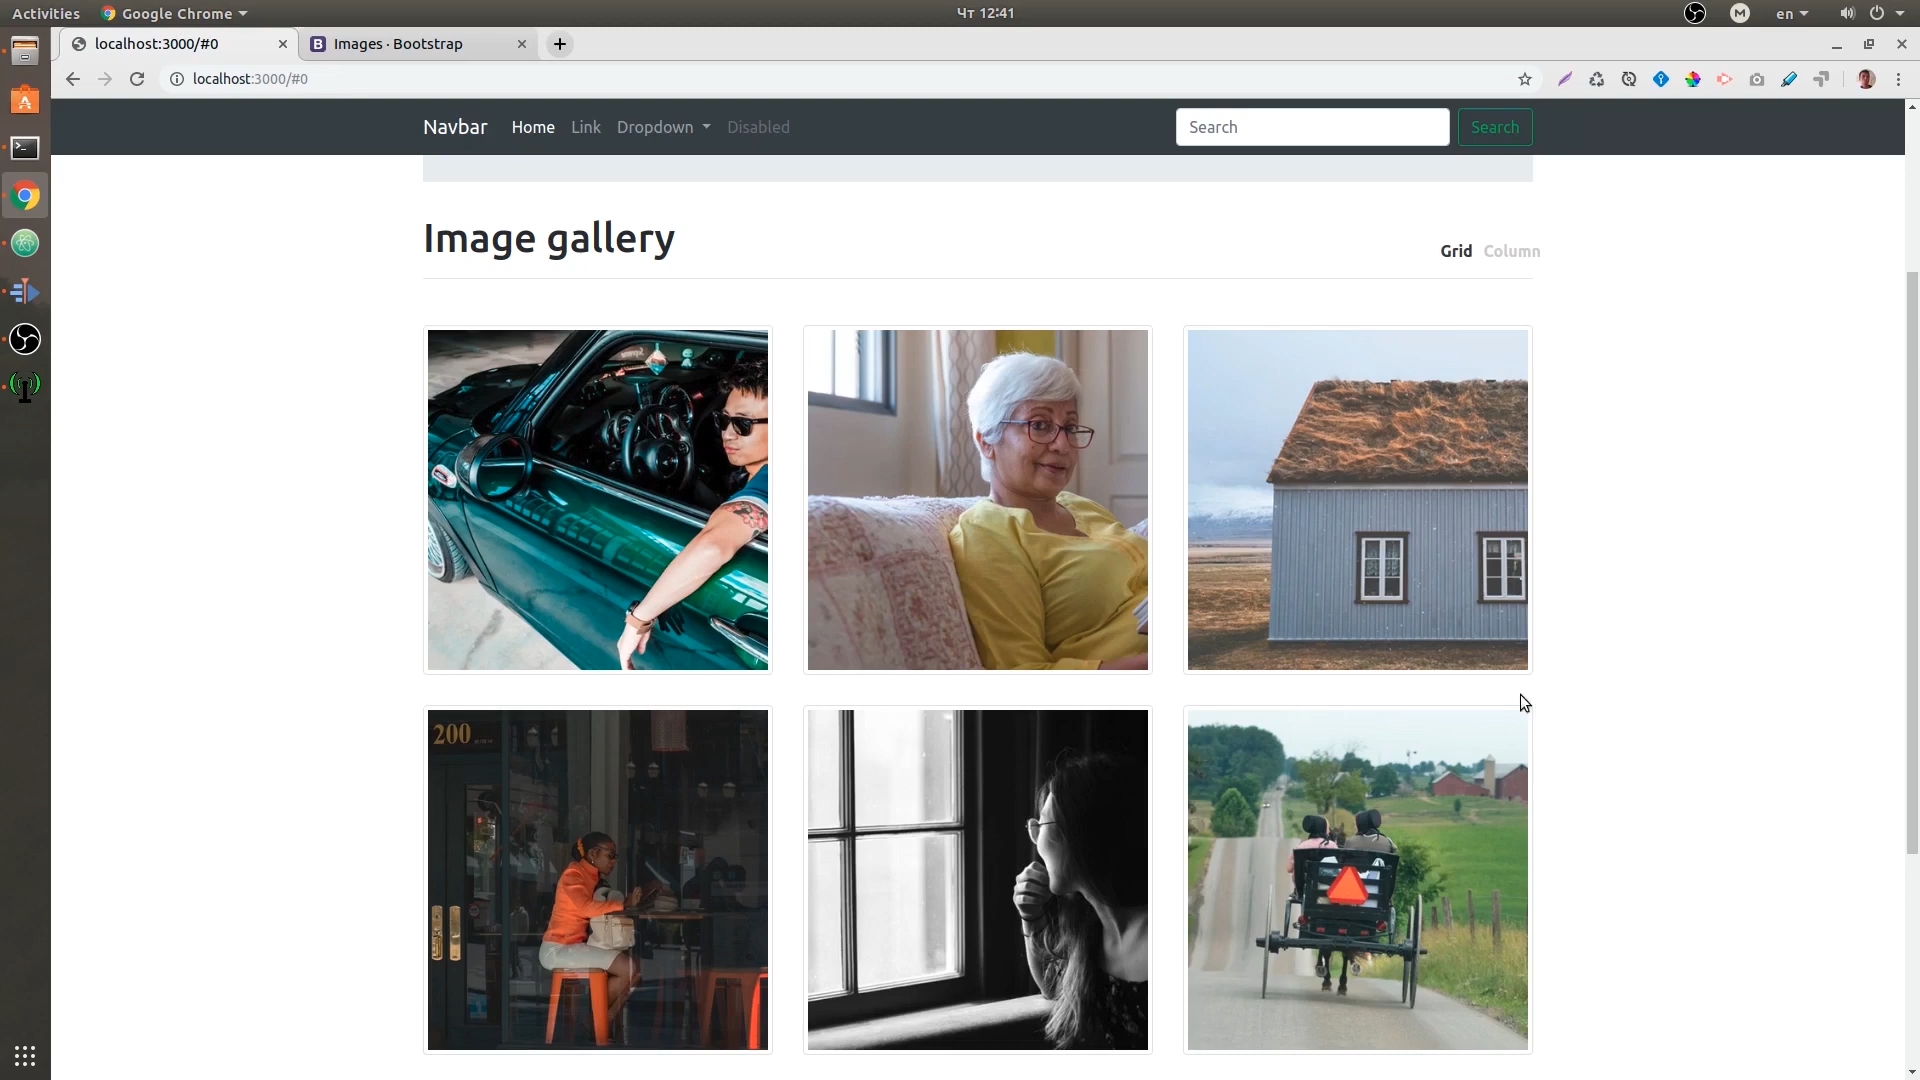 Activities Google Chrome Чт 12:41 en
localhost:3000/#0 Images · Bootstrap
localhost:3000/#0
Navbar Home Link Dropdown Disabled Search Search
Image gallery
Grid Column
200